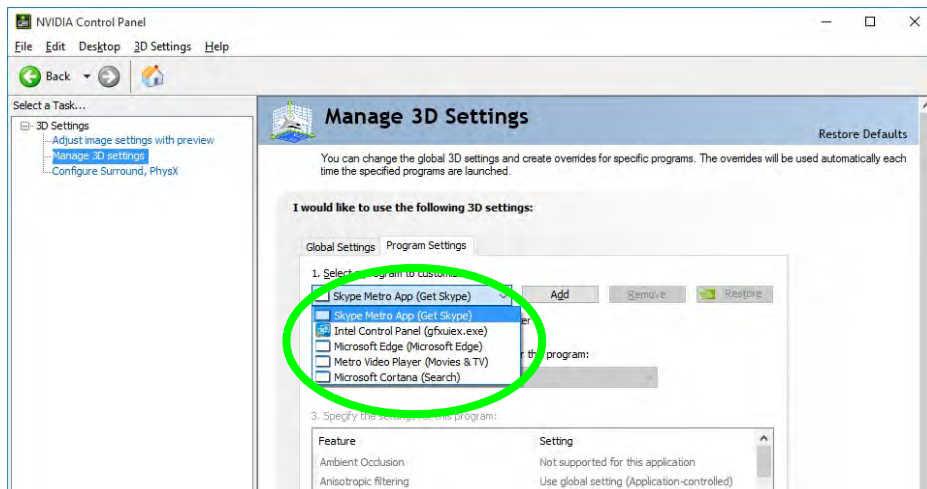 NVIDIA Control Panel
File Edit Desktop 3D Settings Help
Back
Select a Task...
3D Settings
Adjust image settings with preview
Manage 3D settings
Configure Surround, PhysX
Manage 3D Settings
Restore Defaults
You can change the global 3D settings and create overrides for specific programs. The overrides will be used automatically each
time the specified programs are launched.
I would like to use the following 3D settings:
Global Settings Program Settings
1. Select a program to customize:
Skype Metro App (Get Skype) Add Remove Restore
Skype Metro App (Get Skype)
Intel Control Panel (gfxuiex.exe)
Microsoft Edge (Microsoft Edge)
Metro Video Player (Movies & TV)
Microsoft Cortana (Search)
program:
3. Specify the settings for this program:
Feature Setting
Ambient Occlusion Not supported for this application
Anisotropic filtering Use global setting (Application-controlled)